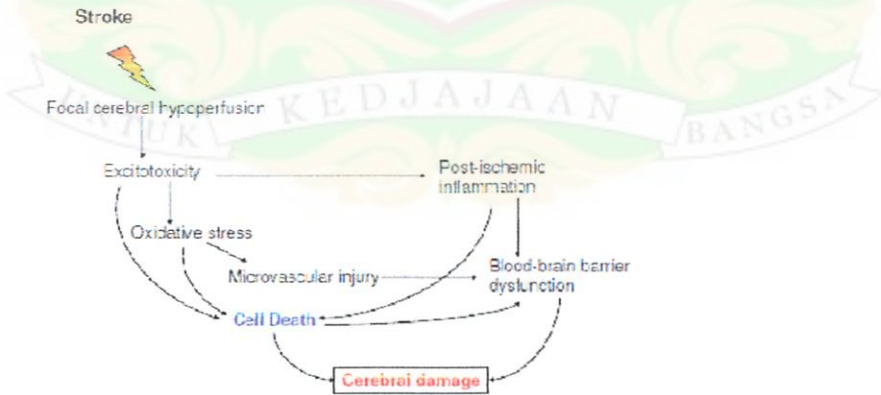 Stroke
UNTUK KEDJAJAAN BANGSA
Focal cerebral hypoperfusion
Excitotoxicity
Post-ischemic
inflammation
Oxidative stress
Microvascular injury
Blood-brain barrier
dysfunction
Cell Death
Cerebral damage